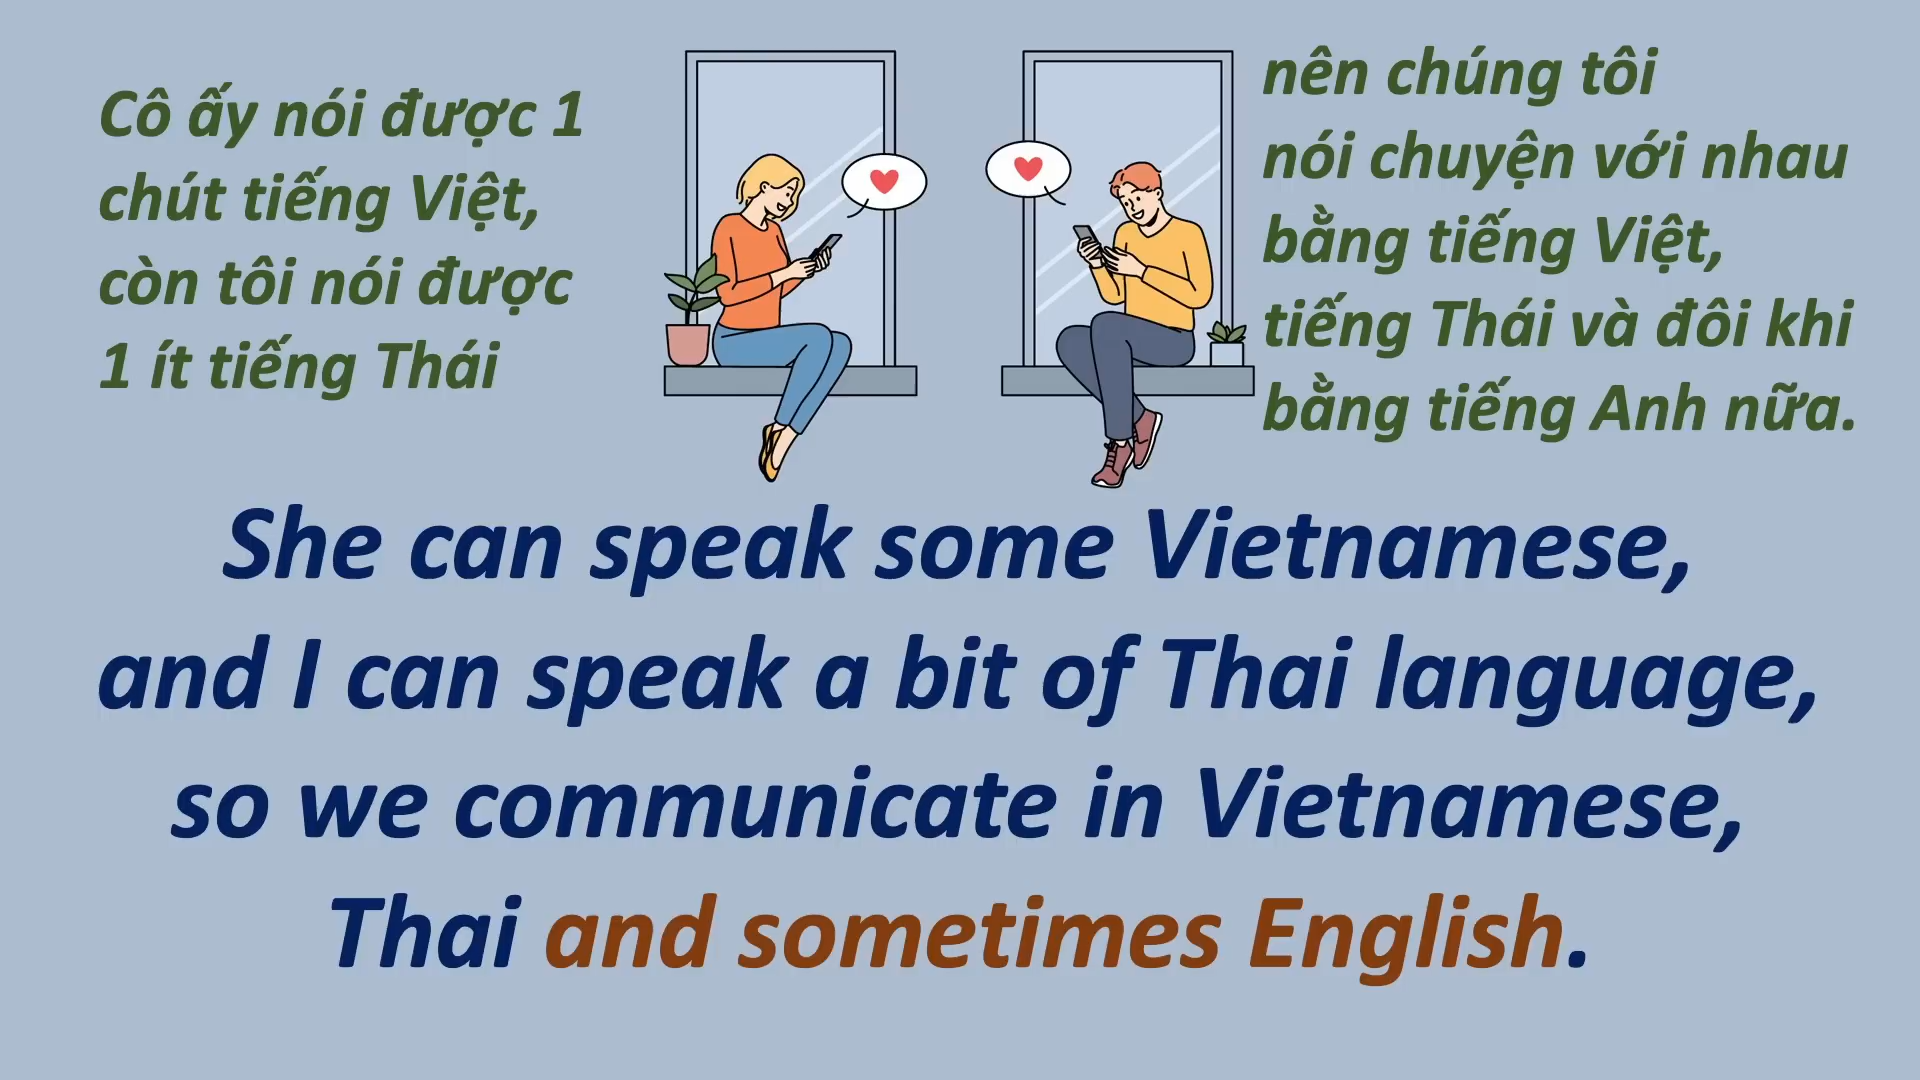 Cô ấy nói được 1
chút tiếng Việt,
còn tôi nói được
1 ít tiếng Thái
nên chúng tôi
nói chuyện với nhau
bằng tiếng Việt,
tiếng Thái và đôi khi
bằng tiếng Anh nữa.
She can speak some Vietnamese,
and I can speak a bit of Thai language,
so we communicate in Vietnamese,
Thai and sometimes English.